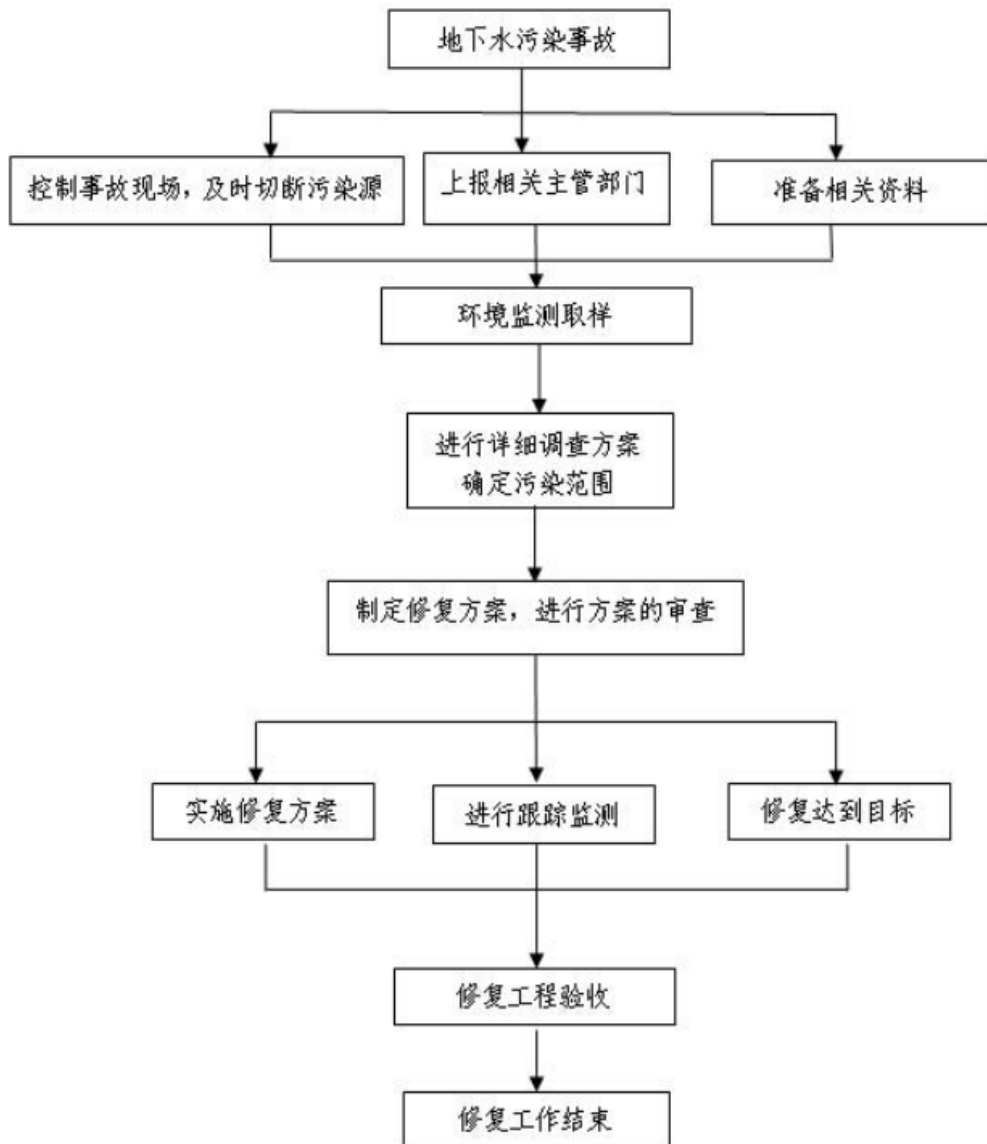 地下水污染事故
控制事故现场，及时切断污染源
上报相关主管部门
准备相关资料
环境监测取样
进行详细调查方案
确定污染范围
制定修复方案，进行方案的审查
实施修复方案
进行跟踪监测
修复达到目标
修复工程验收
修复工作结束